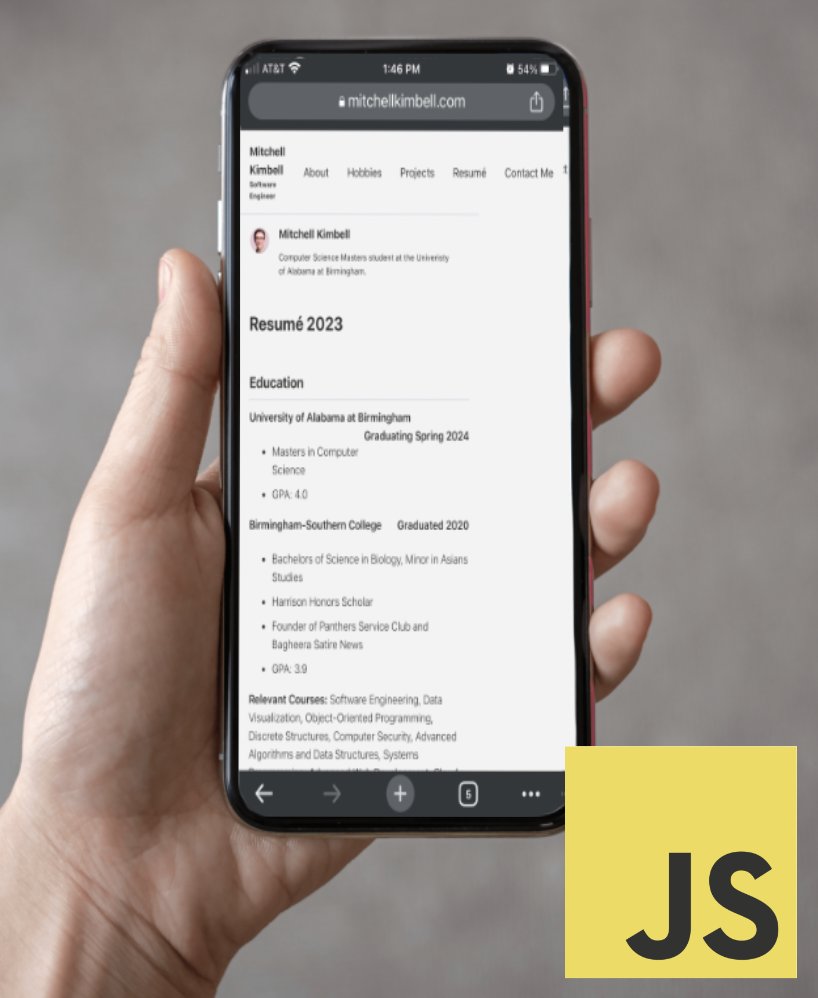 AT&T 1:46 PM 54%
mitchellkimbell.com
Mitchell
Kimbell
Software
Engineer
About Hobbies Projects Resumé Contact Me
Mitchell Kimbell
Computer Science Masters student at the Univeristy
of Alabama at Birmingham.
Resumé 2023
Education
University of Alabama at Birmingham
Graduating Spring 2024
• Masters in Computer
Science
• GPA: 4.0
Birmingham-Southern College Graduated 2020
• Bachelors of Science in Biology, Minor in Asians
Studies
• Harrison Honors Scholar
• Founder of Panthers Service Club and
Bagheera Satire News
• GPA: 3.9
Relevant Courses: Software Engineering, Data
Visualization, Object-Oriented Programming,
Discrete Structures, Computer Security, Advanced
Algorithms and Data Structures, Systems
5
JS